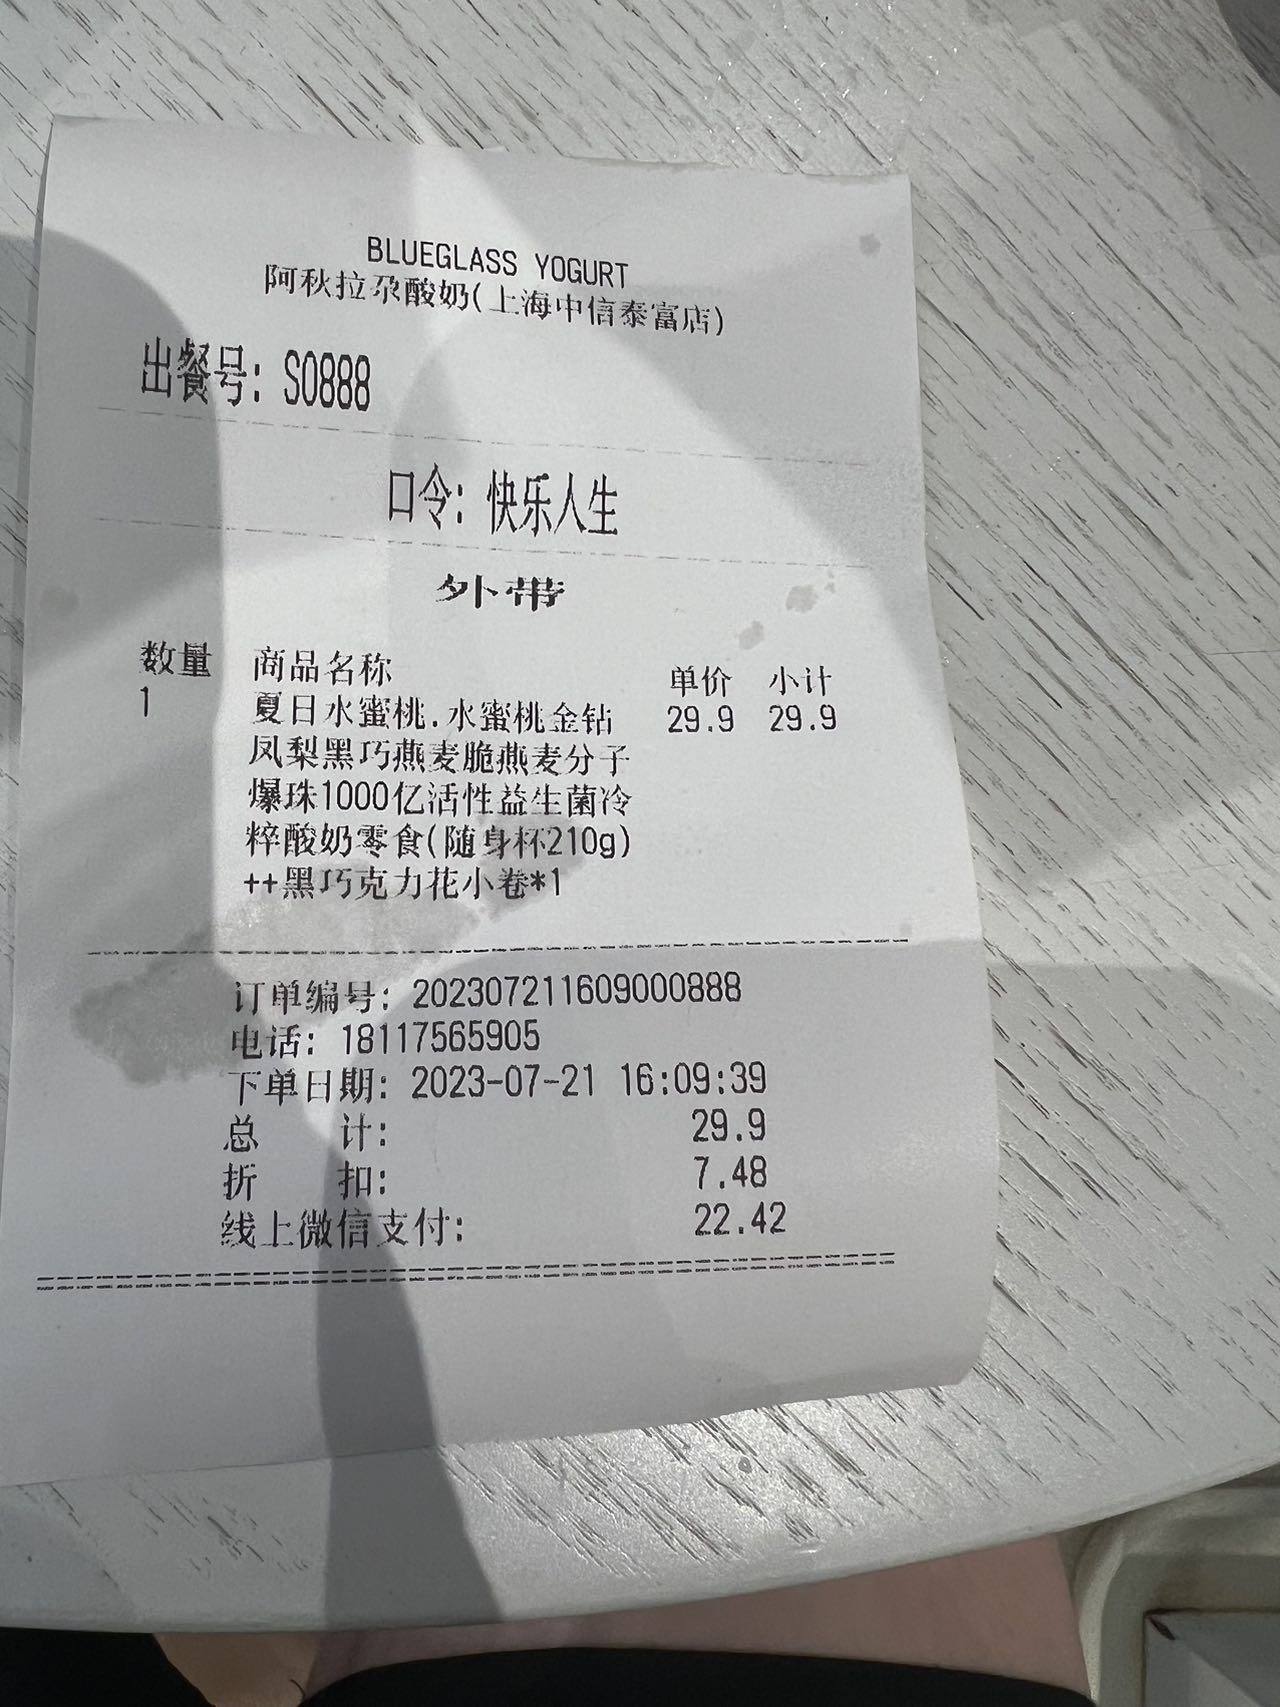 BLUEGLASS YOGURT
阿秋拉尕酸奶(上海中信泰富店)
出餐号: S0888
口令: 快乐人生
外带
数量 商品名称 单价 小计
1 夏日水蜜桃.水蜜桃金钻 29.9 29.9
凤梨黑巧燕麦脆燕麦分子
爆珠1000亿活性益生菌冷
粹酸奶零食(随身杯210g)
++黑巧克力花小卷*1
订单编号: 202307211609000888
电话: 18117565905
下单日期: 2023-07-21 16:09:39
总 计: 29.9
折 扣: 7.48
线上微信支付: 22.42